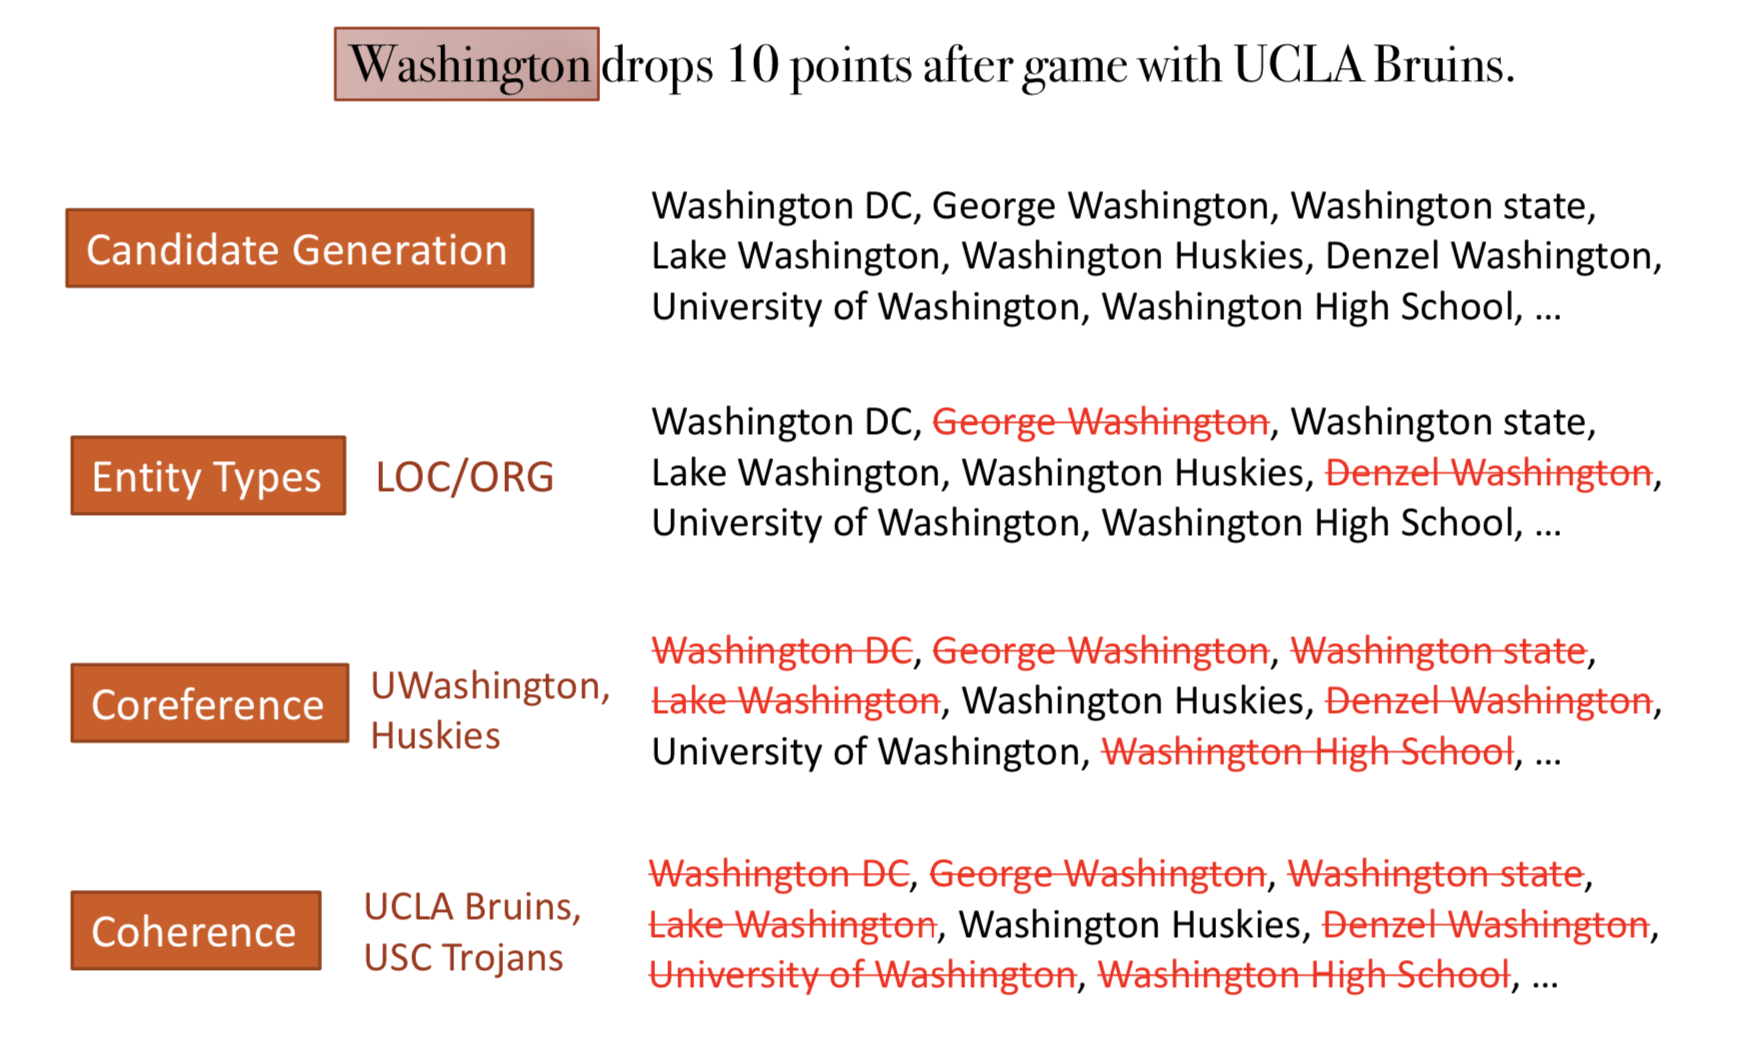 Washington drops 10 points after game with UCLA Bruins.
Candidate Generation
Washington DC, George Washington, Washington state,
Lake Washington, Washington Huskies, Denzel Washington,
University of Washington, Washington High School, ...
Entity Types
LOC/ORG
Washington DC, George Washington, Washington state,
Lake Washington, Washington Huskies, Denzel Washington,
University of Washington, Washington High School, ...
Coreference
UWashington,
Huskies
Washington DC, George Washington, Washington state,
Lake Washington, Washington Huskies, Denzel Washington,
University of Washington, Washington High School, ...
Coherence
UCLA Bruins,
USC Trojans
Washington DC, George Washington, Washington state,
Lake Washington, Washington Huskies, Denzel Washington,
University of Washington, Washington High School, ...